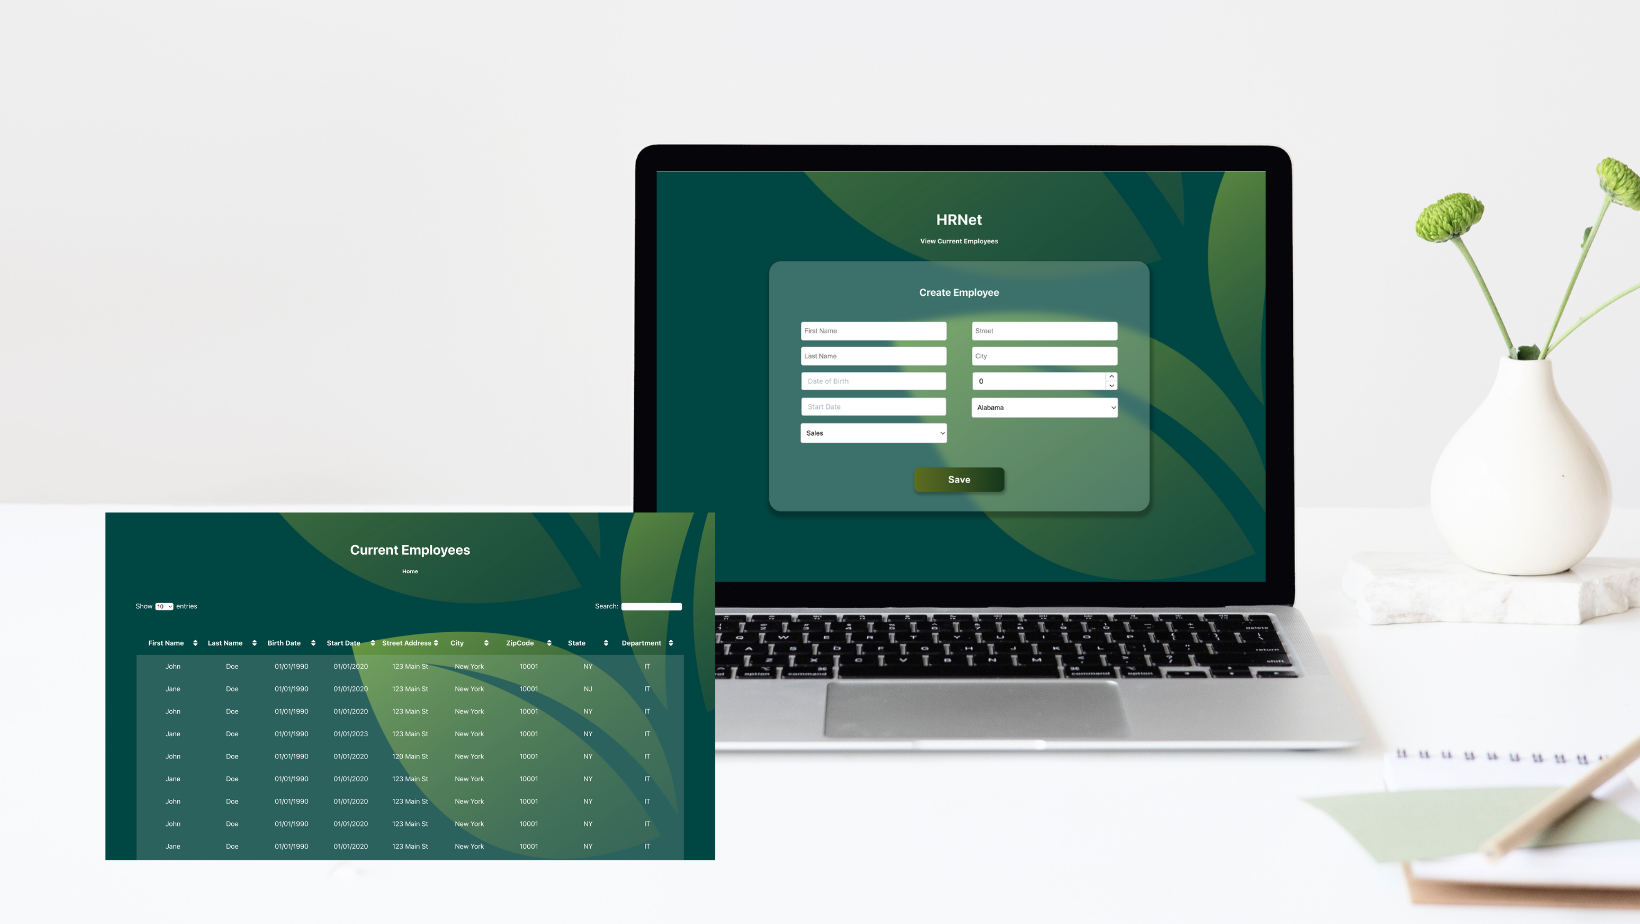 HRNet
View Current Employees
Create Employee
First Name Street
Last Name City
Date of Birth 0
Start Date Alabama
Sales
Save
Current Employees
Home
Show 10 entries Search:
First Name Last Name Birth Date Start Date Street Address City ZipCode State Department
John Doe 01/01/1990 01/01/2020 123 Main St New York 10001 NY IT
Jane Doe 01/01/1990 01/01/2020 123 Main St New York 10001 NJ IT
John Doe 01/01/1990 01/01/2020 123 Main St New York 10001 NY IT
Jane Doe 01/01/1990 01/01/2023 123 Main St New York 10001 NY IT
John Doe 01/01/1990 01/01/2020 Main St New York 10001 NY IT
Jane Doe 01/01/1990 01/01/2020 123 Main St New York 10001 NY IT
John Doe 01/01/1990 01/01/2020 123 Main St New York 10001 NY IT
John Doe 01/01/1990 01/01/2020 123 Main St New York 10001 NY IT
Jane Doe 01/01/1990 01/01/2020 123 Main St New York 10001 NY IT
delete
return
shift
option command command option